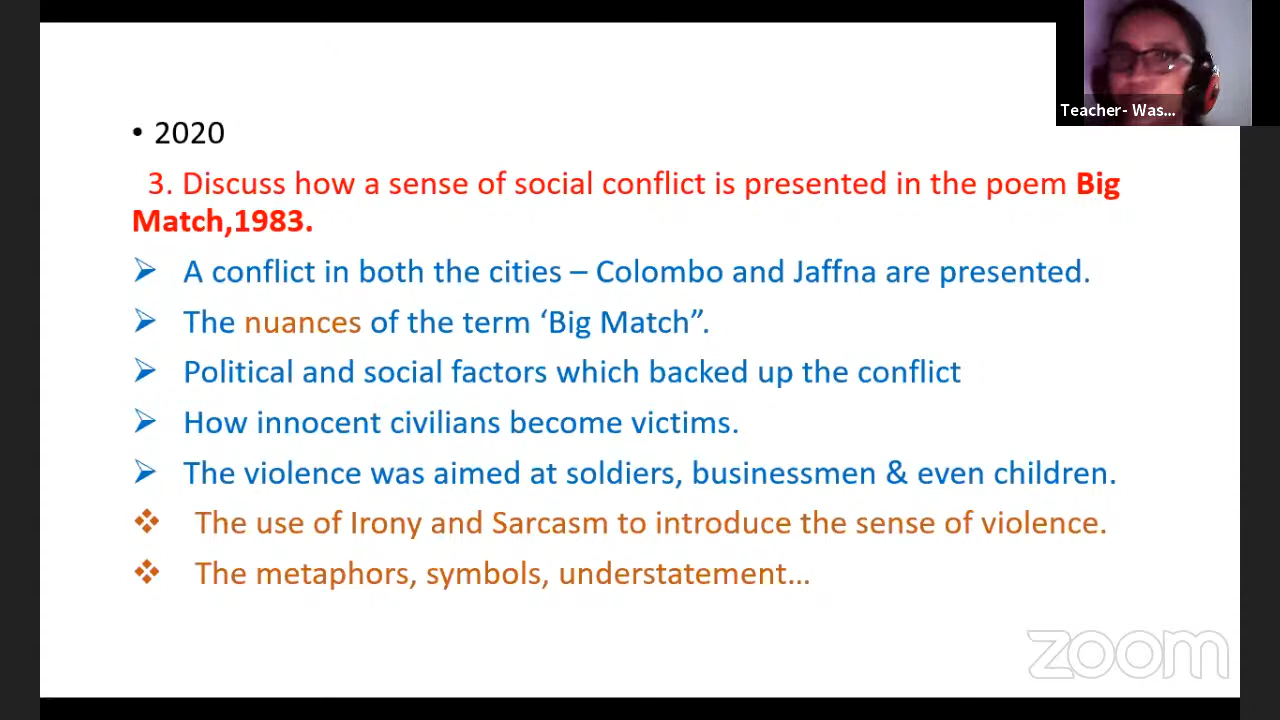 Teacher- Was...
• 2020
3. Discuss how a sense of social conflict is presented in the poem Big
Match,1983.
➢ A conflict in both the cities – Colombo and Jaffna are presented.
➢ The nuances of the term ‘Big Match”.
➢ Political and social factors which backed up the conflict
➢ How innocent civilians become victims.
➢ The violence was aimed at soldiers, businessmen & even children.
❖ The use of Irony and Sarcasm to introduce the sense of violence.
❖ The metaphors, symbols, understatement…
zoom